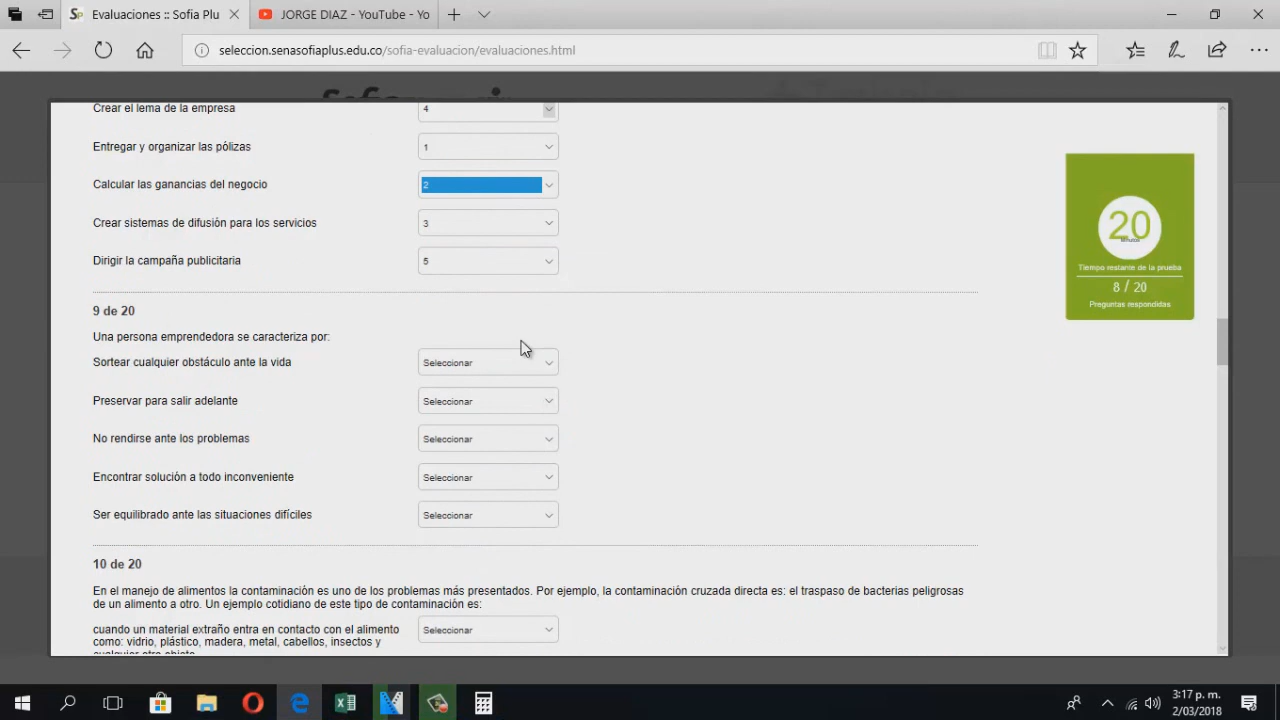 Evaluaciones :: Sofia Plu
JORGE DIAZ - YouTube - Yo
seleccion.senasofiaplus.edu.co/sofia-evaluacion/evaluaciones.html
Crear el lema de la empresa 4
Entregar y organizar las pólizas 1
Calcular las ganancias del negocio 2
Crear sistemas de difusión para los servicios 3
Dirigir la campaña publicitaria 5
20
Minutos
Tiempo restante de la prueba
8 / 20
Preguntas respondidas
9 de 20
Una persona emprendedora se caracteriza por:
Sortear cualquier obstáculo ante la vida Seleccionar
Preservar para salir adelante Seleccionar
No rendirse ante los problemas Seleccionar
Encontrar solución a todo inconveniente Seleccionar
Ser equilibrado ante las situaciones difíciles Seleccionar
10 de 20
En el manejo de alimentos la contaminación es uno de los problemas más presentados. Por ejemplo, la contaminación cruzada directa es: el traspaso de bacterias peligrosas
de un alimento a otro. Un ejemplo cotidiano de este tipo de contaminación es:
cuando un material extraño entra en contacto con el alimento Seleccionar
como: vidrio, plástico, madera, metal, cabellos, insectos y
cualquier otro objeto
3:17 p. m.
2/03/2018